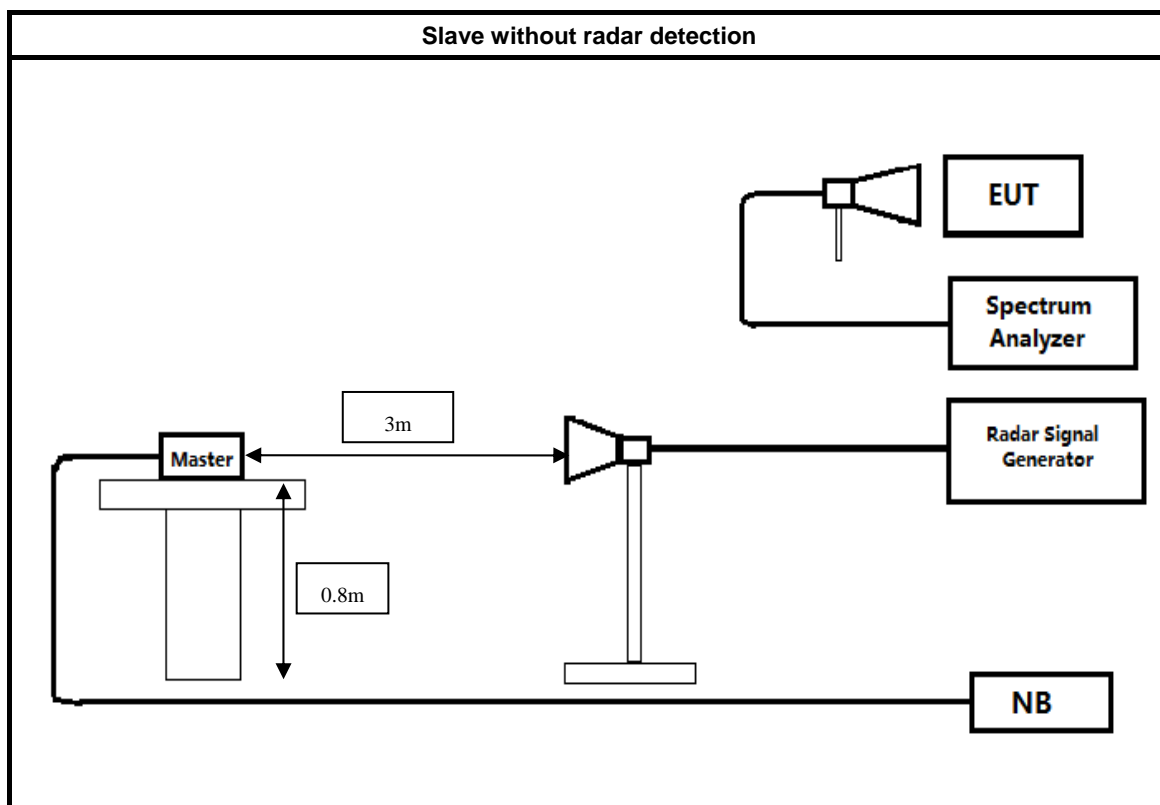 Slave without radar detection
EUT
Spectrum
Analyzer
3m
Radar Signal
Generator
Master
0.8m
NB